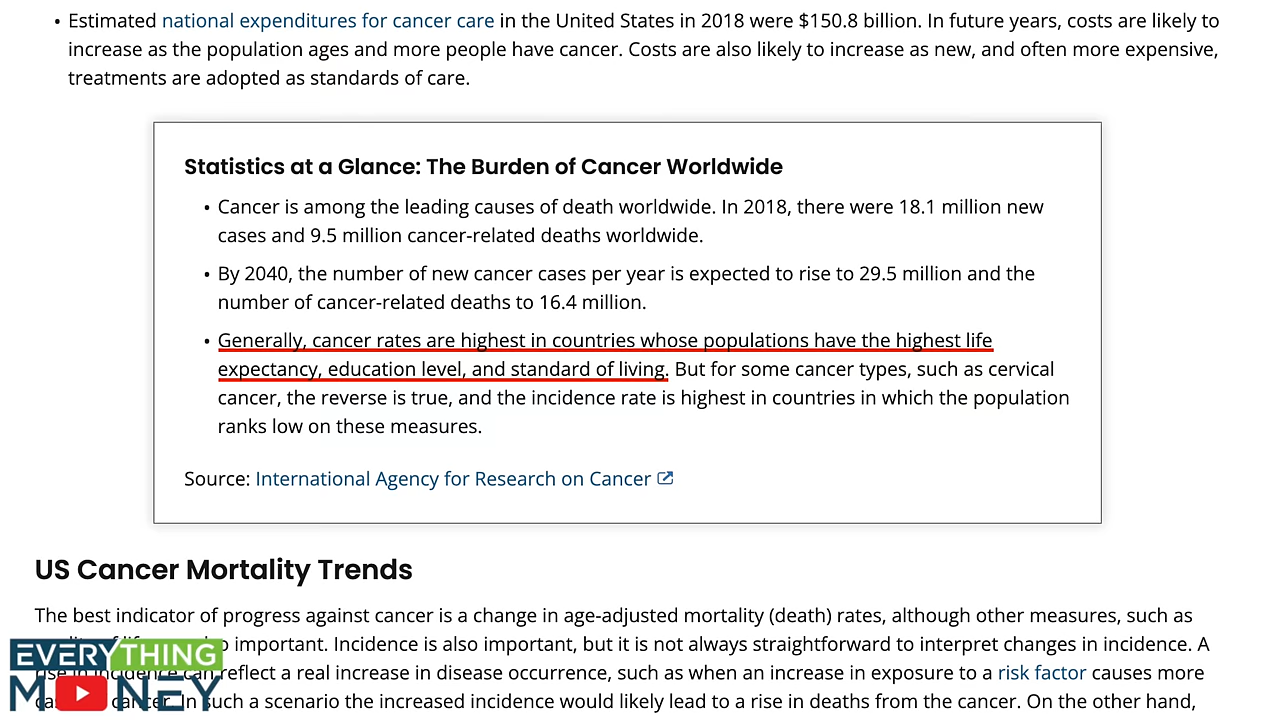 • Estimated national expenditures for cancer care in the United States in 2018 were $150.8 billion. In future years, costs are likely to
increase as the population ages and more people have cancer. Costs are also likely to increase as new, and often more expensive,
treatments are adopted as standards of care.
Statistics at a Glance: The Burden of Cancer Worldwide
• Cancer is among the leading causes of death worldwide. In 2018, there were 18.1 million new
cases and 9.5 million cancer-related deaths worldwide.
• By 2040, the number of new cancer cases per year is expected to rise to 29.5 million and the
number of cancer-related deaths to 16.4 million.
• Generally, cancer rates are highest in countries whose populations have the highest life
expectancy, education level, and standard of living. But for some cancer types, such as cervical
cancer, the reverse is true, and the incidence rate is highest in countries in which the population
ranks low on these measures.
Source: International Agency for Research on Cancer
US Cancer Mortality Trends
The best indicator of progress against cancer is a change in age-adjusted mortality (death) rates, although other measures, such as
important. Incidence is also important, but it is not always straightforward to interpret changes in incidence. A
rise in incidence can reflect a real increase in disease occurrence, such as when an increase in exposure to a risk factor causes more
cancer. In such a scenario the increased incidence would likely lead to a rise in deaths from the cancer. On the other hand,
EVERYTHING
MONEY